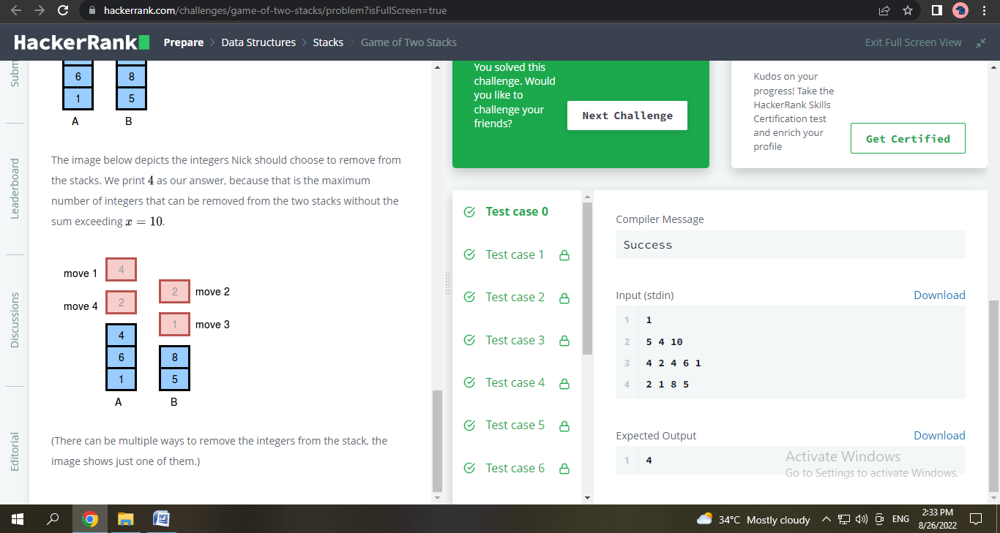 hackerrank.com/challenges/game-of-two-stacks/problem?isFullScreen=true
HackerRank
Prepare > Data Structures > Stacks > Game of Two Stacks
Exit Full Screen View
Subm
Leaderboard
Discussions
Editorial
6 8
1 5
A B
The image below depicts the integers Nick should choose to remove from
the stacks. We print 4 as our answer, because that is the maximum
number of integers that can be removed from the two stacks without the
sum exceeding x = 10.
move 1 4
2 move 2
move 4 2
1 move 3
4
6 8
1 5
A B
(There can be multiple ways to remove the integers from the stack, the
image shows just one of them.)
You solved this
challenge. Would
you like to
challenge your
friends?
Next Challenge
Kudos on your
progress! Take the
HackerRank Skills
Certification test
and enrich your
profile
Get Certified
Test case 0
Test case 1
Test case 2
Test case 3
Test case 4
Test case 5
Test case 6
Compiler Message
Success
Input (stdin)
Download
1 1
2 5 4 10
3 4 2 4 6 1
4 2 1 8 5
Expected Output
Download
1 4
Activate Windows
Go to Settings to activate Windows.
34°C Mostly cloudy
ENG
2:33 PM
8/26/2022